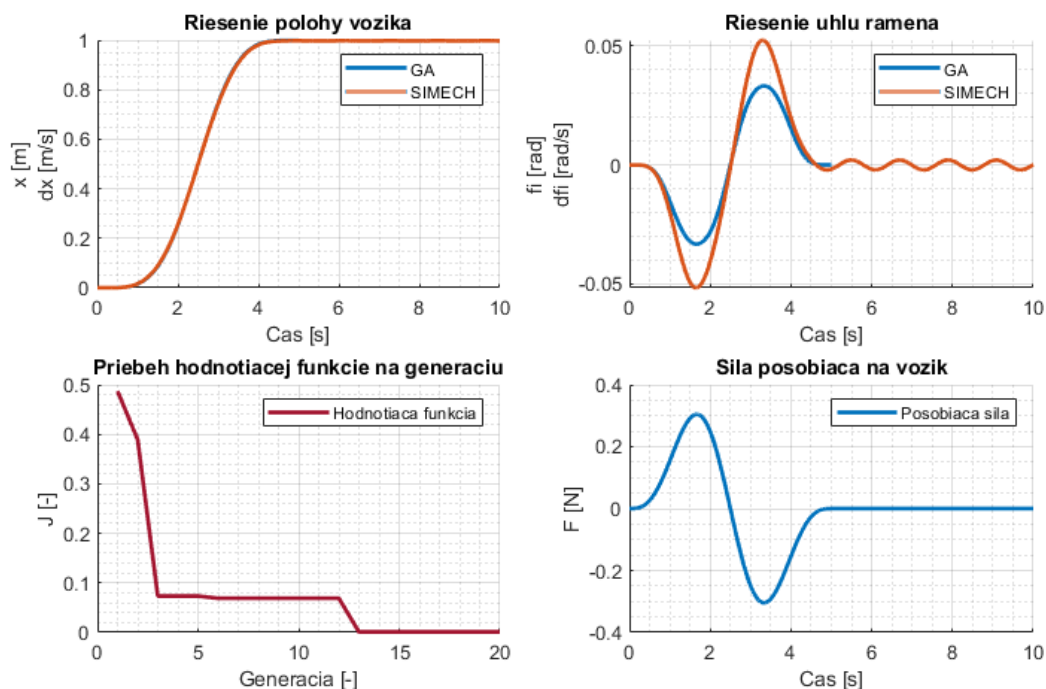 Riesenie polohy vozika
1
0.8
0.6
0.4
0.2
0
x [m]
dx [m/s]
GA
SIMECH
0 2 4 6 8 10
Cas [s]
Riesenie uhlu ramena
0.05
0
-0.05
fi [rad]
dfi [rad/s]
GA
SIMECH
0 2 4 6 8 10
Cas [s]
Priebeh hodnotiacej funkcie na generaciu
0.5
0.4
0.3
0.2
0.1
0
J [-]
Hodnotiaca funkcia
0 5 10 15 20
Generacia [-]
Sila posobiaca na vozik
0.4
0.2
0
-0.2
-0.4
F [N]
Posobiaca sila
0 2 4 6 8 10
Cas [s]